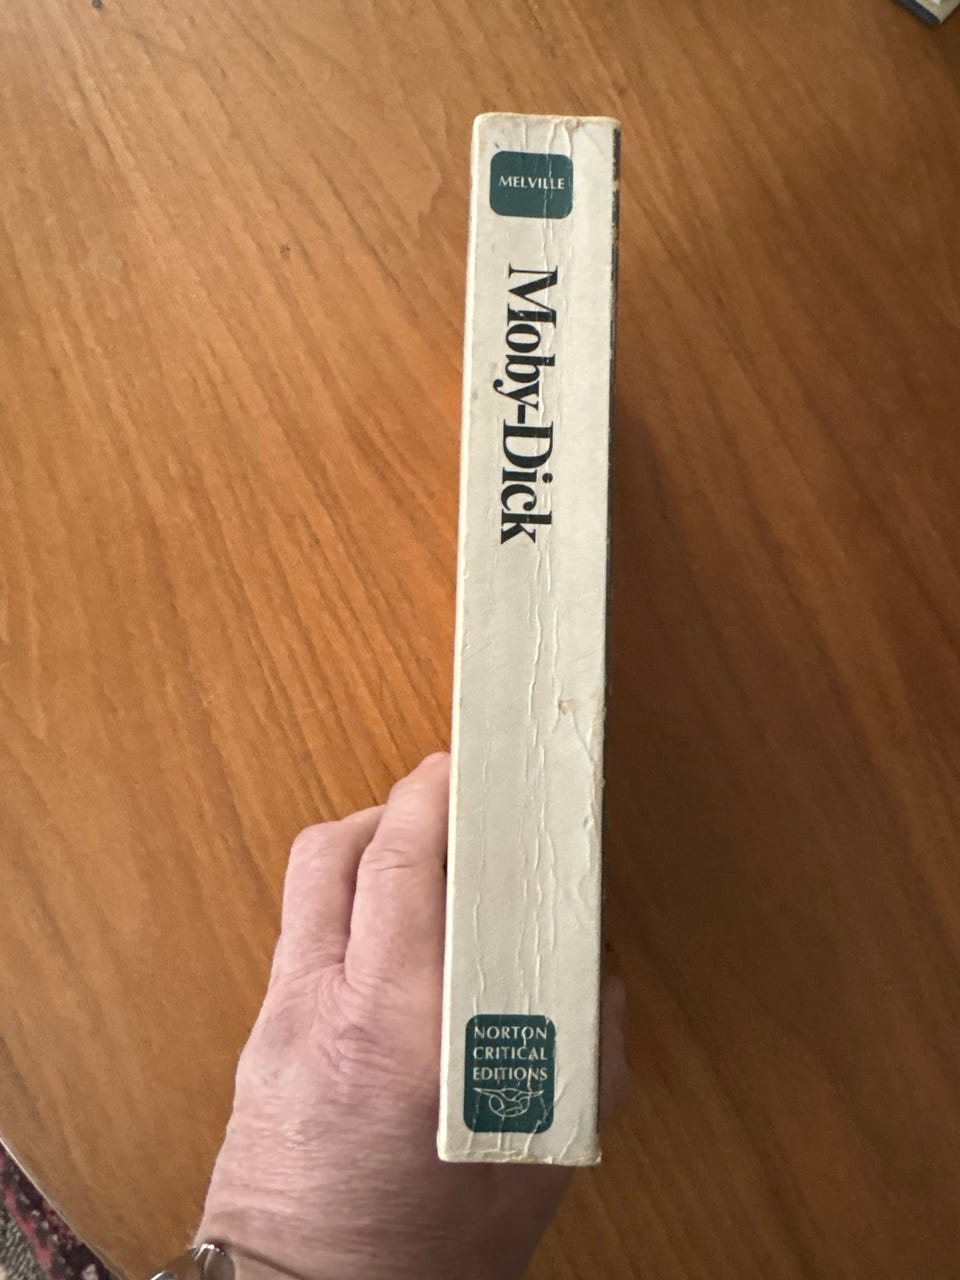 MELVILLE
Moby-Dick
NORTON
CRITICAL
EDITIONS